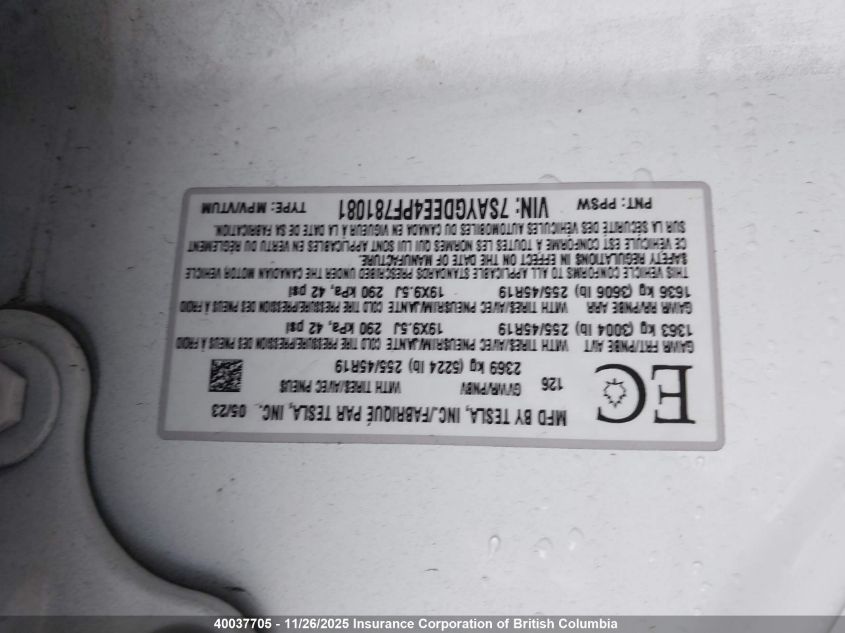 MFD BY TESLA, INC./FABRIQUÉ PAR TESLA, INC. 05/23
EC
126 GVWR/PNBV WITH TIRES/AVEC PNEUS
2369 kg (5224 lb) 255/45R19
GAWR FRT/PNBE AVT WITH TIRES/AVEC PNEUS RIM/JANTE COLD TIRE PRESSURE/PRESSION DES PNEUS À FROID
1363 kg (3004 lb) 255/45R19 19X9.5J 290 kPa, 42 psi
GAWR RR/PNBE ARR WITH TIRES/AVEC PNEUS RIM/JANTE COLD TIRE PRESSURE/PRESSION DES PNEUS À FROID
1636 kg (3606 lb) 255/45R19 19X9.5J 290 kPa, 42 psi
THIS VEHICLE CONFORMS TO ALL APPLICABLE STANDARDS PRESCRIBED UNDER THE CANADIAN MOTOR VEHICLE
SAFETY REGULATIONS IN EFFECT ON THE DATE OF MANUFACTURE.
CE VÉHICULE EST CONFORME À TOUTES LES NORMES QUI LUI SONT APPLICABLES EN VERTU DU RÈGLEMENT
SUR LA SÉCURITÉ DES VÉHICULES AUTOMOBILES DU CANADA EN VIGUEUR À LA DATE DE SA FABRICATION.
PNT: PPSW VIN: 7SAYGDEE4PF781081 TYPE: MPV/VTUM
40037705 - 11/26/2025 Insurance Corporation of British Columbia